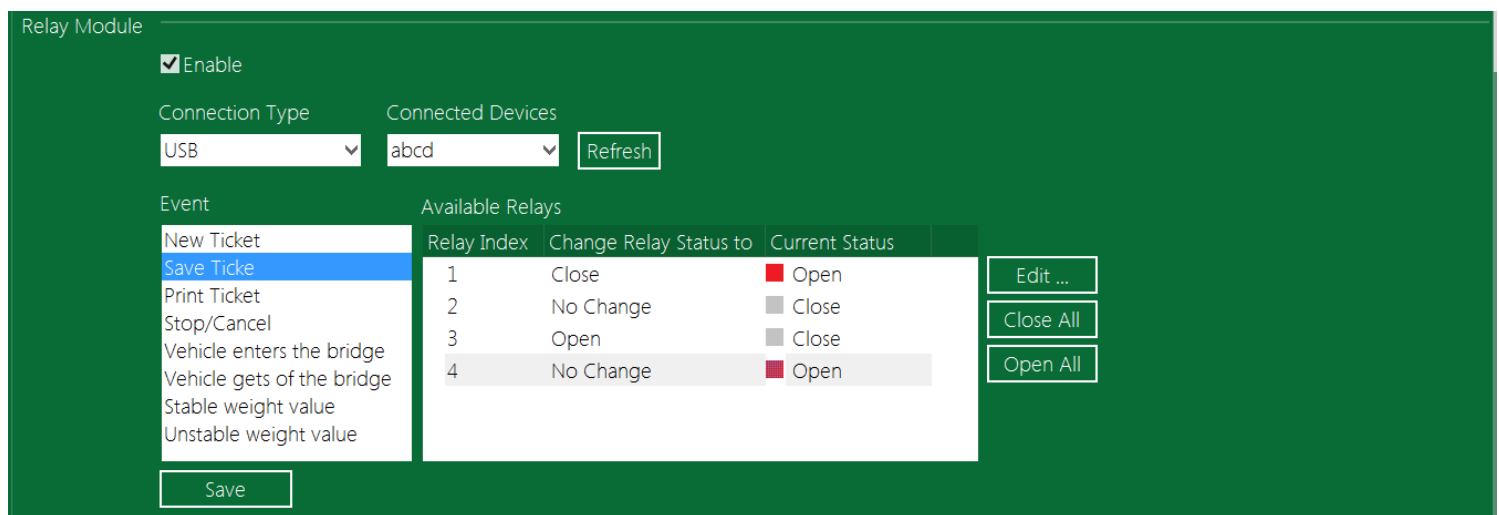 Relay Module
Enable
Connection Type Connected Devices
USB abcd Refresh
Event Available Relays
New Ticket
Save Ticke
Print Ticket
Stop/Cancel
Vehicle enters the bridge
Vehicle gets of the bridge
Stable weight value
Unstable weight value
Relay Index Change Relay Status to Current Status
1 Close Open
2 No Change Close
3 Open Close
4 No Change Open
Edit ...
Close All
Open All
Save